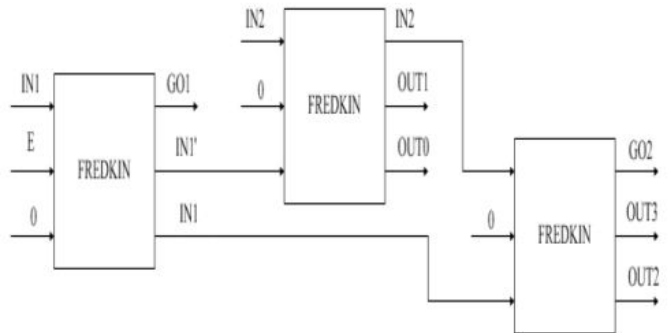 IN2 IN2
IN1 GO1 0 OUT1
FREDKIN
E IN1' OUT0 GO2
FREDKIN
0 IN1 0 OUT3
FREDKIN
OUT2